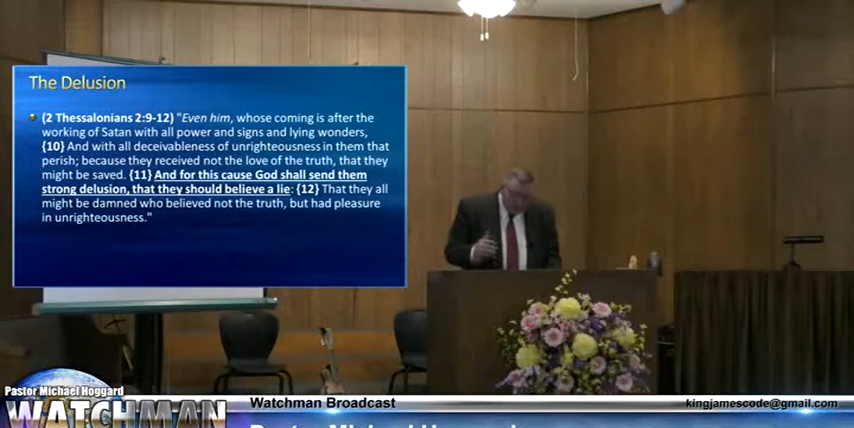 The Delusion
(2 Thessalonians 2:9-12) "Even him, whose coming is after the
working of Satan with all power and signs and lying wonders,
{10} And with all deceivableness of unrighteousness in them that
perish; because they received not the love of the truth, that they
might be saved. {11} And for this cause God shall send them
strong delusion, that they should believe a lie: {12} That they all
might be damned who believed not the truth, but had pleasure
in unrighteousness."
Pastor Michael Hoggard
WATCHMAN
Watchman Broadcast
kingjamescode@gmail.com